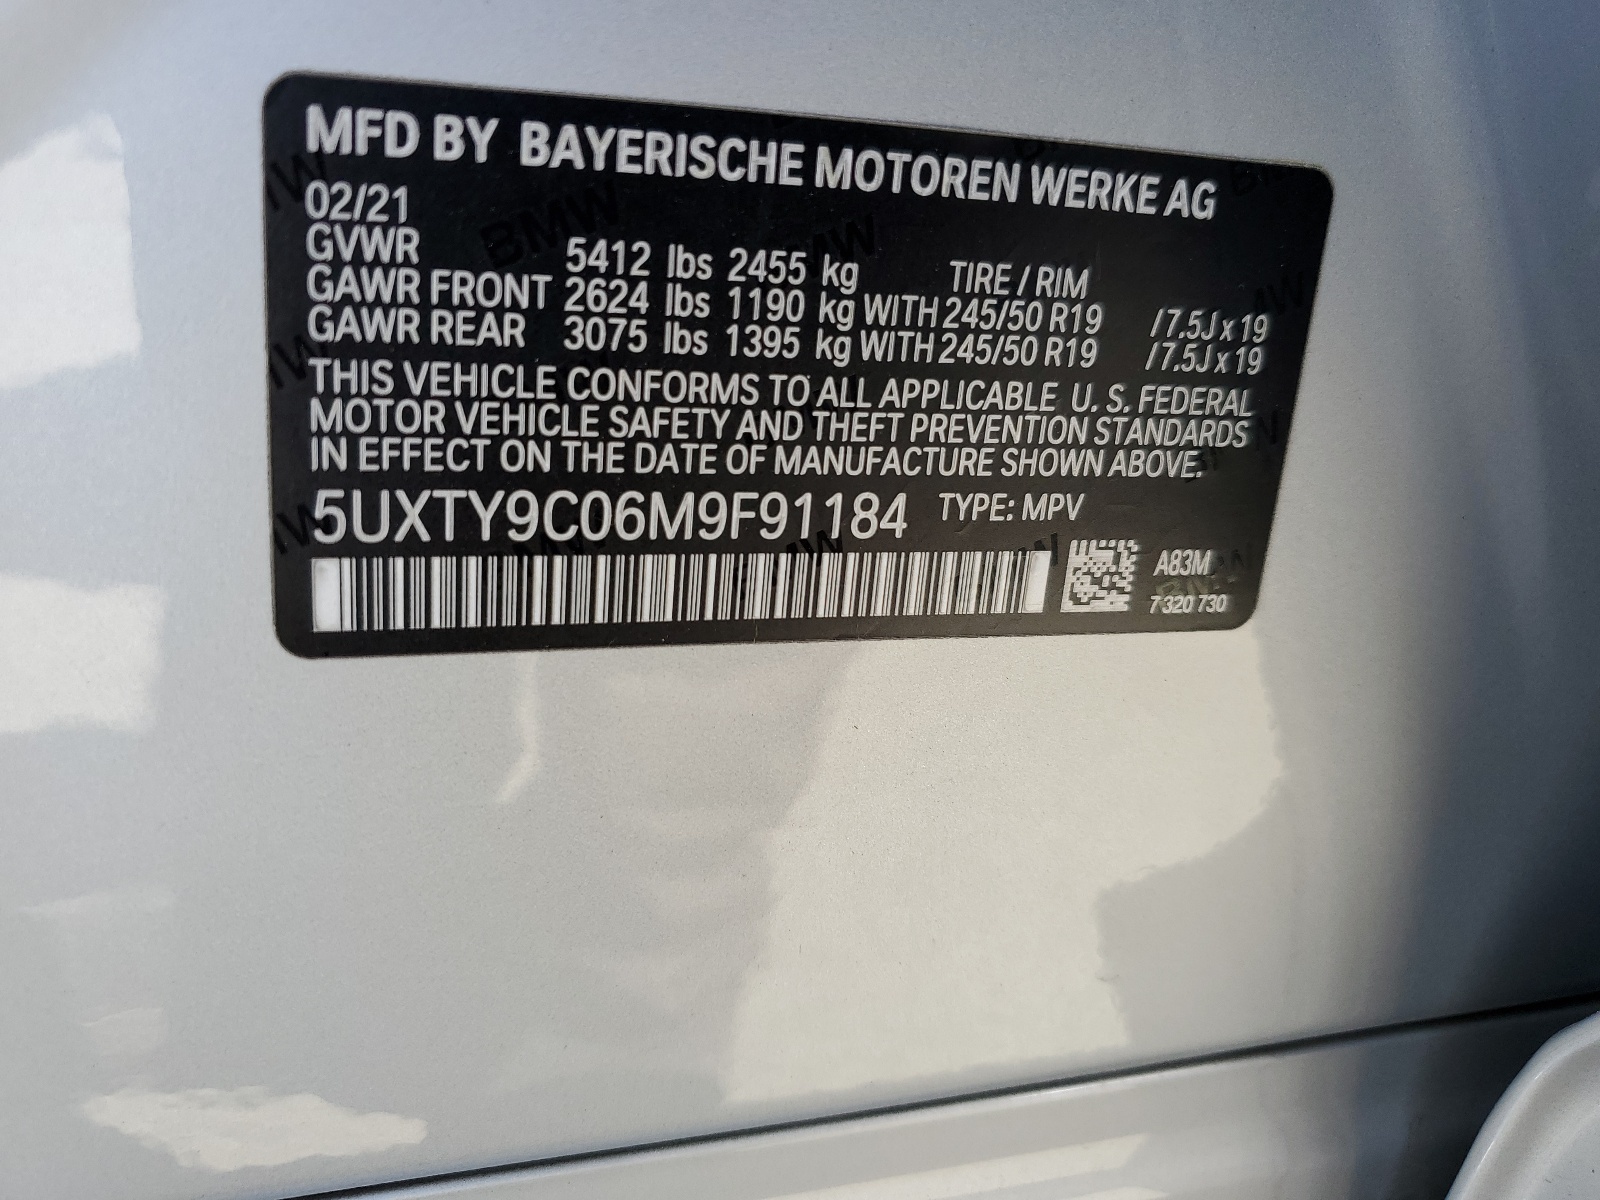 MFD BY BAYERISCHE MOTOREN WERKE AG
02/21
GVWR 5412 lbs 2455 kg TIRE / RIM
GAWR FRONT 2624 lbs 1190 kg WITH 245/50 R19 /7.5J x 19
GAWR REAR 3075 lbs 1395 kg WITH 245/50 R19 /7.5J x 19
THIS VEHICLE CONFORMS TO ALL APPLICABLE U. S. FEDERAL
MOTOR VEHICLE SAFETY AND THEFT PREVENTION STANDARDS
IN EFFECT ON THE DATE OF MANUFACTURE SHOWN ABOVE.
5UXTY9C06M9F91184 TYPE: MPV
A83M
7 320 730